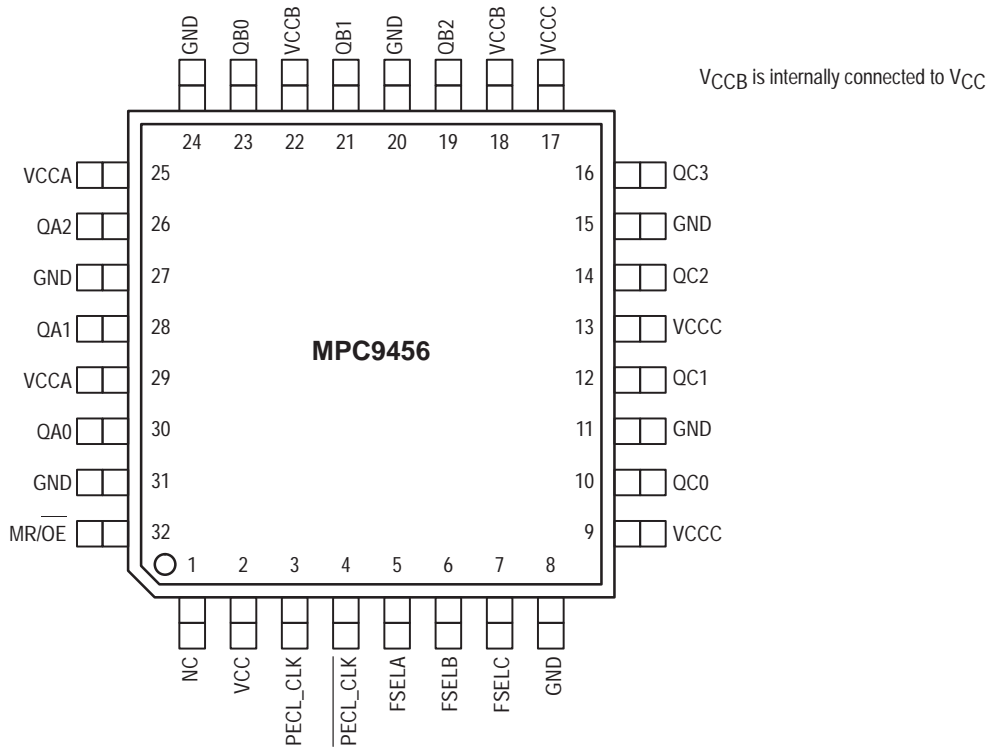 GND
QB0
VCCB
QB1
GND
QB2
VCCB
VCCC
VCCB is internally connected to VCC
24 23 22 21 20 19 18 17
VCCA 25 16 QC3
QA2 26 15 GND
GND 27 14 QC2
QA1 28 13 VCCC
MPC9456
VCCA 29 12 QC1
QA0 30 11 GND
GND 31 10 QC0
MR/OE 32 9 VCCC
1 2 3 4 5 6 7 8
NC
VCC
PECL_CLK
PECL_CLK
FSELA
FSELB
FSELC
GND